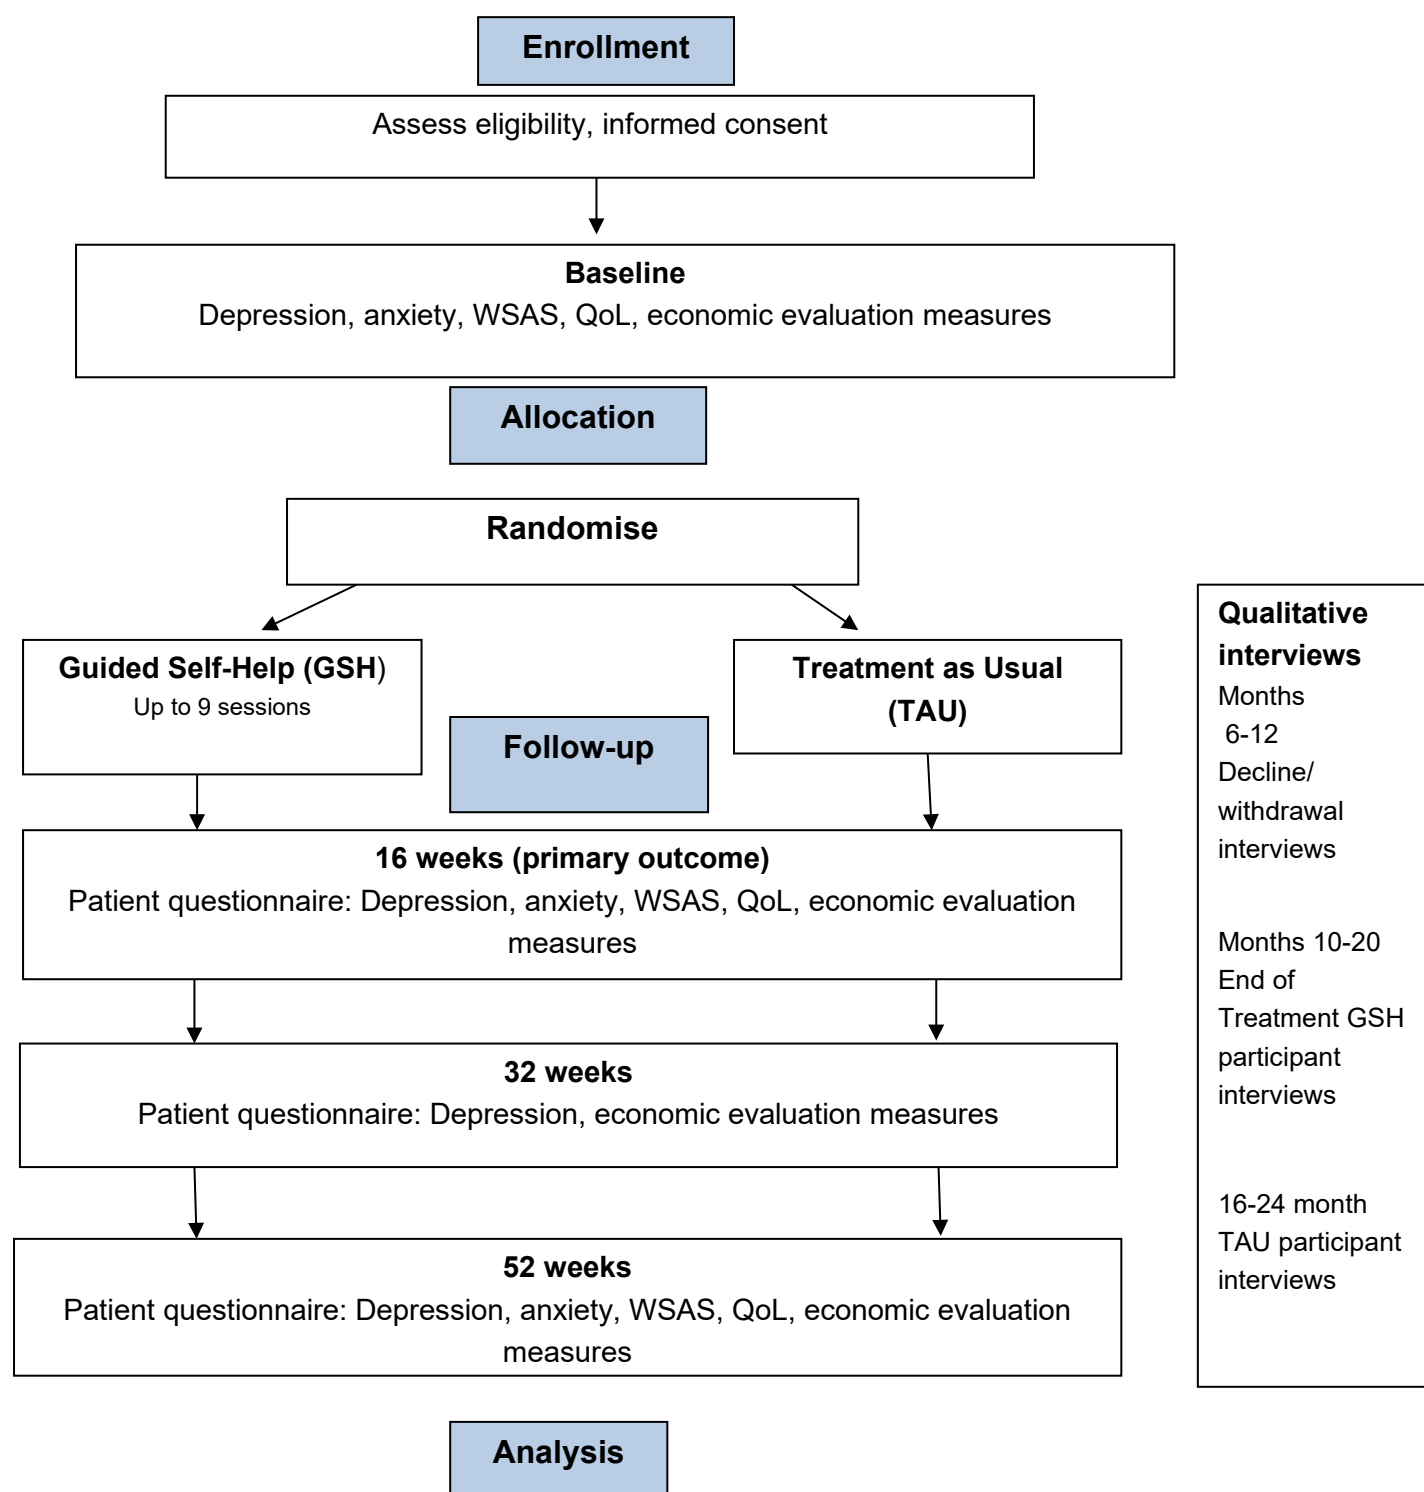 Enrollment
Assess eligibility, informed consent
Baseline
Depression, anxiety, WSAS, QoL, economic evaluation measures
Allocation
Randomise
Guided Self-Help (GSH)
Up to 9 sessions
Treatment as Usual
(TAU)
Follow-up
16 weeks (primary outcome)
Patient questionnaire: Depression, anxiety, WSAS, QoL, economic evaluation
measures
32 weeks
Patient questionnaire: Depression, economic evaluation measures
52 weeks
Patient questionnaire: Depression, anxiety, WSAS, QoL, economic evaluation
measures
Analysis
Qualitative
interviews
Months
6-12
Decline/
withdrawal
interviews
Months 10-20
End of
Treatment GSH
participant
interviews
16-24 month
TAU participant
interviews